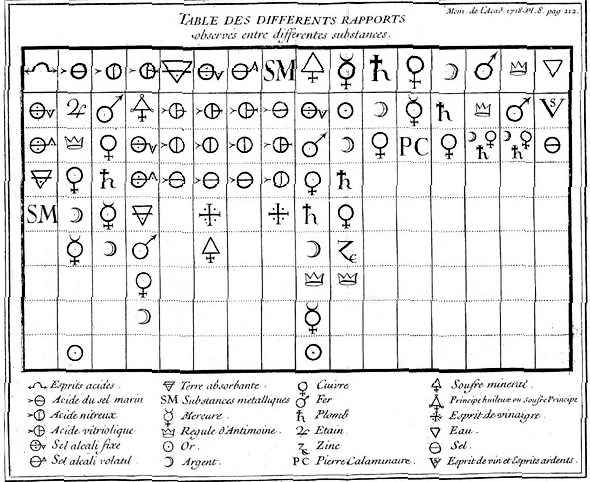 Mem. de l'Acad. 1718. Pl. 8. pag. 212.
TABLE DES DIFFERENTS RAPPORTS
observés entre differentes substances.
SM
PC
SM
Esprits acides.
Acide du sel marin
Acide nitreux
Acide vitriolique
Sel alcali fixe
Sel alcali volatil
Terre absorbante.
SM Substances metalliques
Mercure.
Regule d'Antimoine.
Or.
Argent.
Cuivre
Fer
Plomb
Etain
Zinc
PC Pierre Calaminaire.
Soufre mineral.
Principe huileux ou soufre Principe
Esprit de vinaigre.
Eau.
Sel.
Esprit de vin et Esprits ardents.